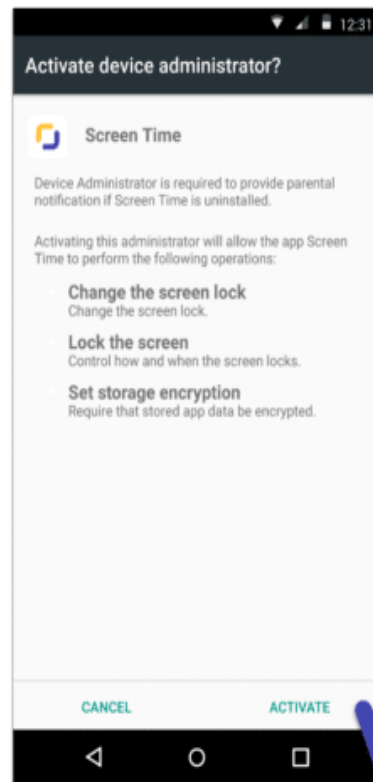 12:31
Activate device administrator?
Screen Time
Device Administrator is required to provide parental
notification if Screen Time is uninstalled.
Activating this administrator will allow the app Screen
Time to perform the following operations:
Change the screen lock
Change the screen lock.
Lock the screen
Control how and when the screen locks.
Set storage encryption
Require that stored app data be encrypted.
CANCEL ACTIVATE